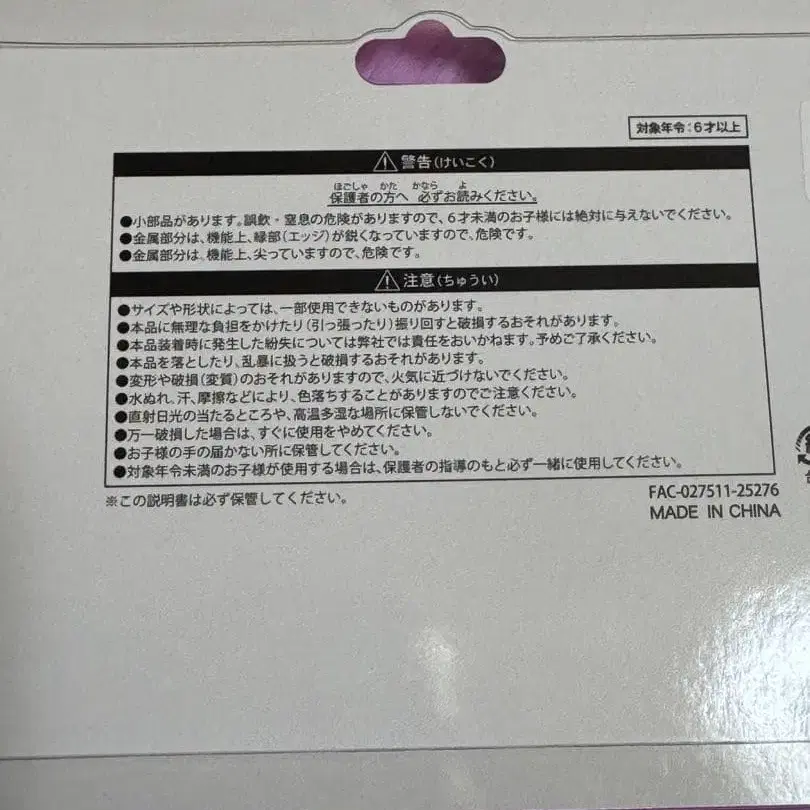 対象年令：6才以上
⚠警告(けいこく)
保護者の方へ 必ずお読みください。
●小部品があります。誤飲・窒息の危険がありますので、6才未満のお子様には絶対に与えないでください。
●金属部分は、機能上、縁部(エッジ)が鋭くなっていますので、危険です。
●金属部分は、機能上、尖っていますので、危険です。
⚠注意(ちゅうい)
●サイズや形状によっては、一部使用できないものがあります。
●本品に無理な負担をかけたり(引っ張ったり)振り回すと破損するおそれがあります。
●本品装着時に発生した紛失については弊社では責任をおいかねます。予めご了承ください。
●本品を落としたり、乱暴に扱うと破損するおそれがあります。
●変形や破損(変質)のおそれがありますので、火気に近づけないでください。
●水ぬれ、汗、摩擦などにより、色落ちすることがありますのでご注意ください。
●直射日光の当たるところや、高温多湿な場所に保管しないでください。
●万一破損した場合は、すぐに使用をやめてください。
●お子様の手の届かない所に保管してください。
●対象年令未満のお子様が使用する場合は、保護者の指導のもと必ず一緒に使用してください。
※この説明書は必ず保管してください。
FAC-027511-25276
MADE IN CHINA